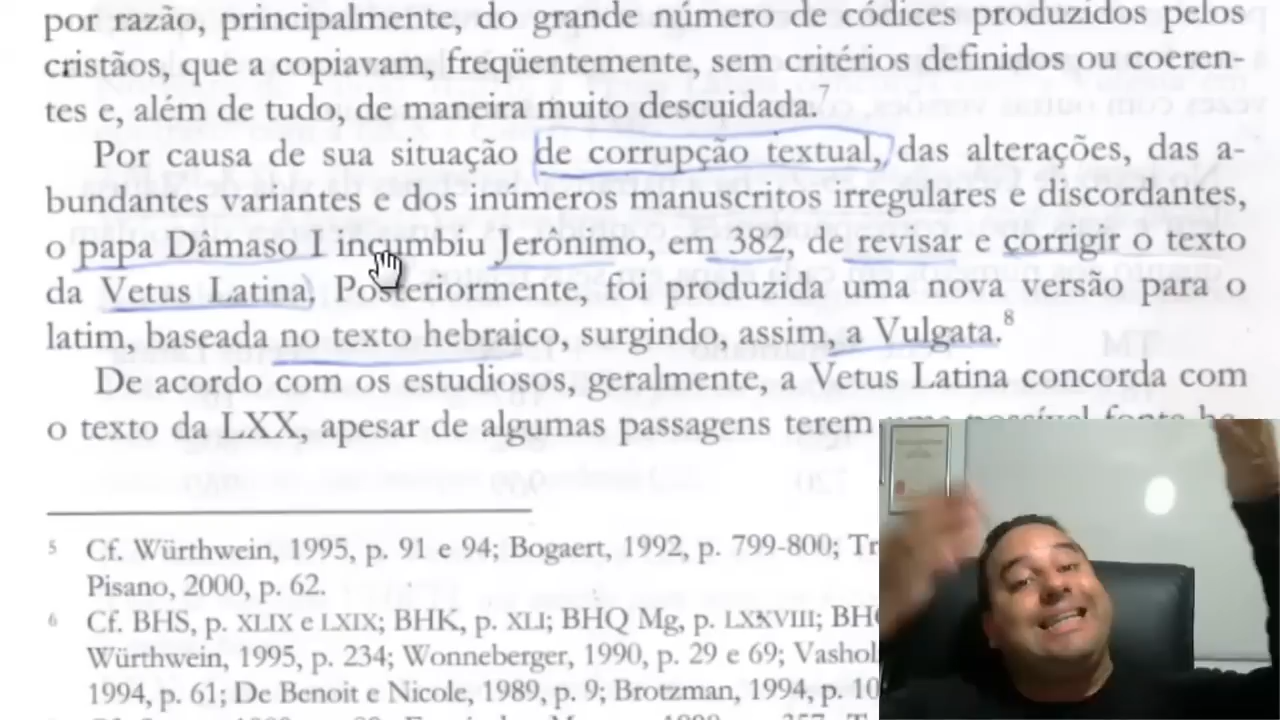 por razão, principalmente, do grande número de códices produzidos pelos
cristãos, que a copiavam, freqüentemente, sem critérios definidos ou coeren-
tes e, além de tudo, de maneira muito descuidada.⁷
Por causa de sua situação de corrupção textual, das alterações, das a-
bundantes variantes e dos inúmeros manuscritos irregulares e discordantes,
o papa Dâmaso I incumbiu Jerônimo, em 382, de revisar e corrigir o texto
da Vetus Latina. Posteriormente, foi produzida uma nova versão para o
latim, baseada no texto hebraico, surgindo, assim, a Vulgata.⁸
De acordo com os estudiosos, geralmente, a Vetus Latina concorda com
o texto da LXX, apesar de algumas passagens terem
⁵ Cf. Würthwein, 1995, p. 91 e 94; Bogaert, 1992, p. 799-800;
Pisano, 2000, p. 62.
⁶ Cf. BHS, p. XLIX e LXIX; BHK, p. XLI; BHQ Mg, p. LXXVIII;
Würthwein, 1995, p. 234; Wonneberger, 1990, p. 29 e 69;
1994, p. 61; De Benoit e Nicole, 1989, p. 9; Brotzman, 1994, p. 10